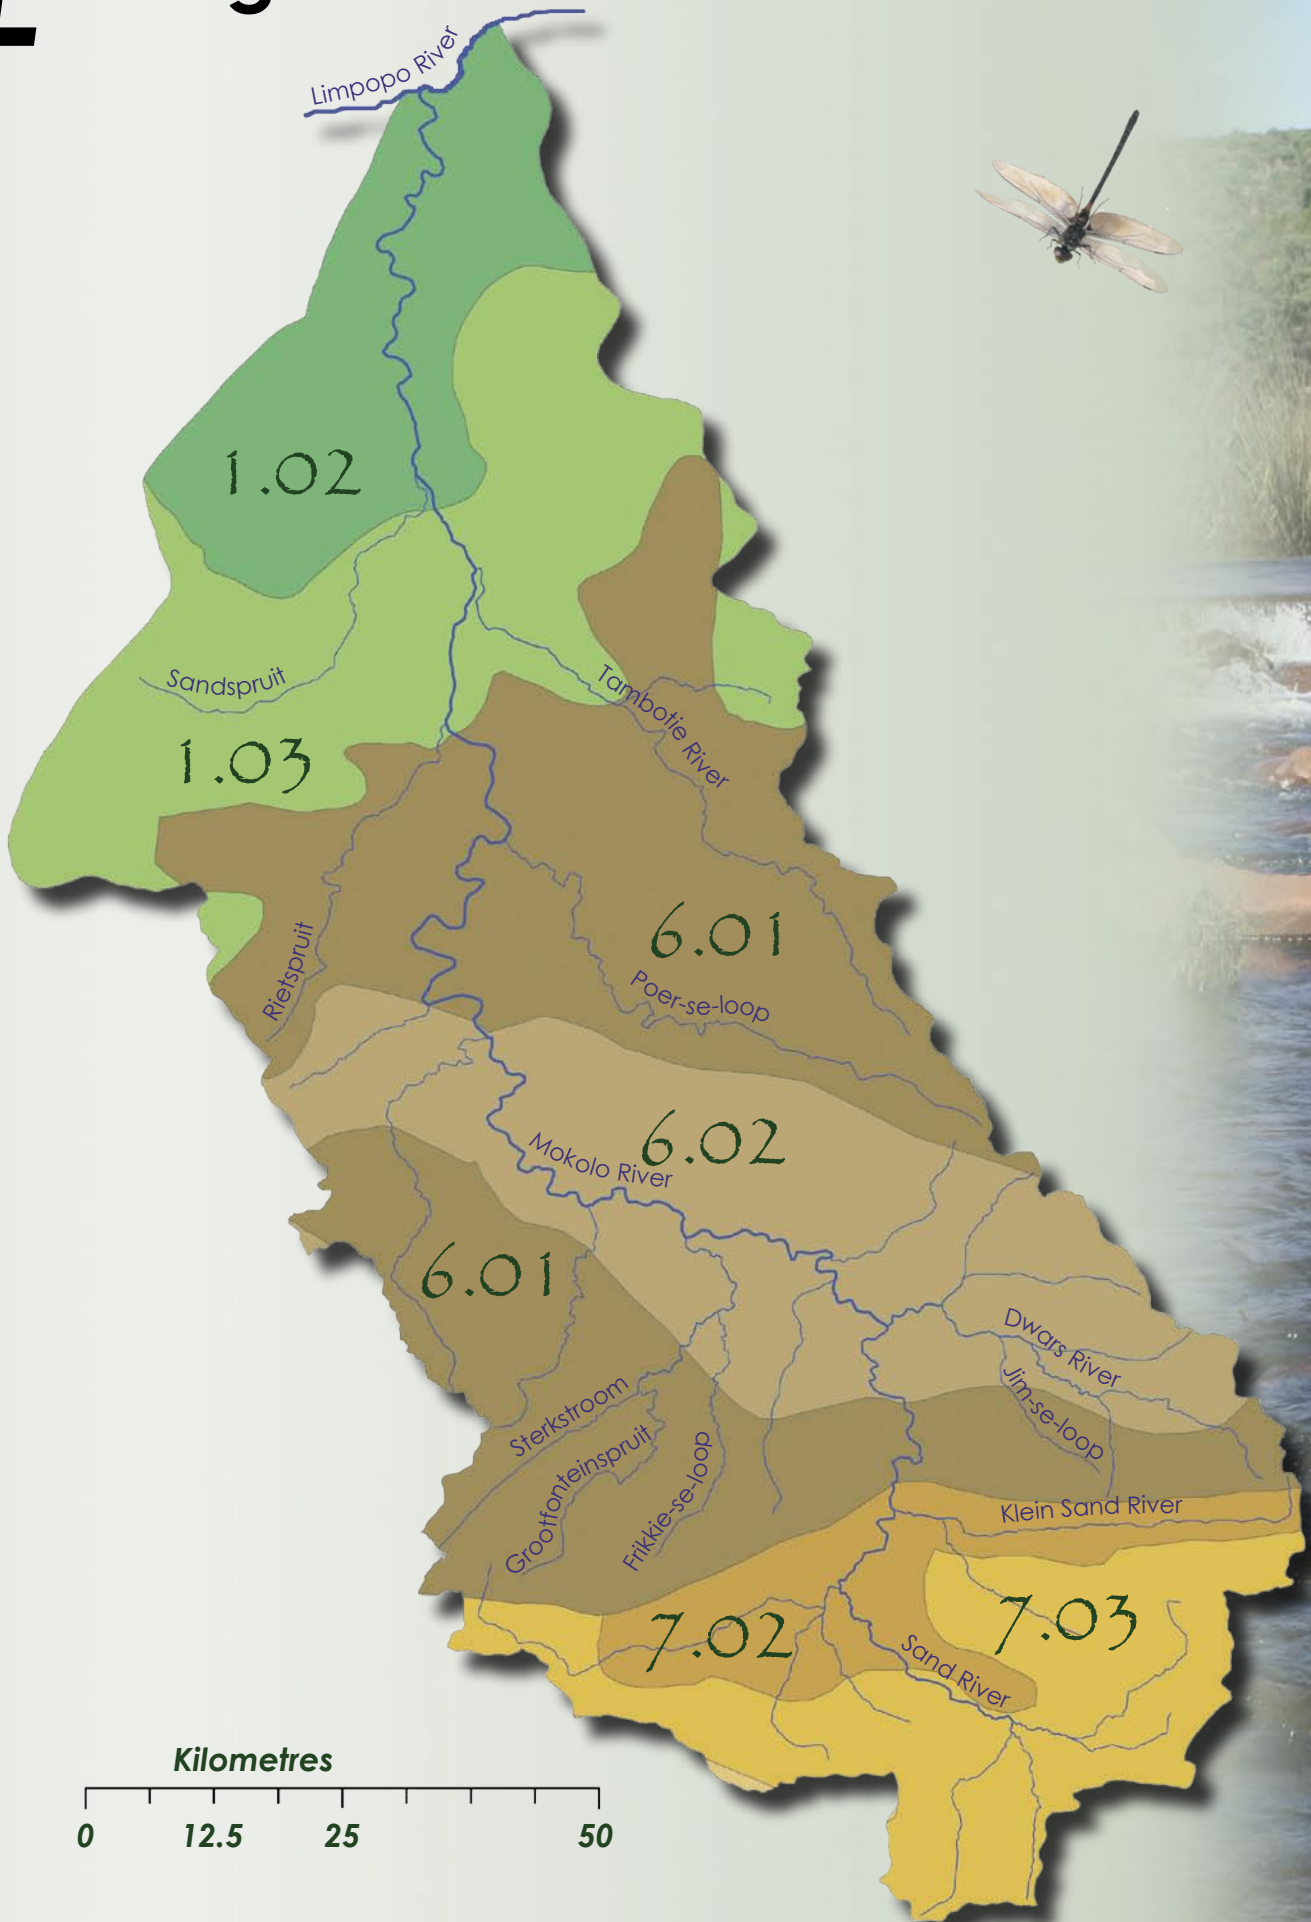 Limpopo River
1.02
Sandspruit
Tambotie River
1.03
6.01
Rietspruit
Poer-se-loop
6.02
Mokolo River
6.01
Dwars River
Jim-se-loop
Sterkstroom
Grootfonteinspruit
Frikkie-se-loop
Klein Sand River
7.03
7.02
Sand River
Kilometres
0 12.5 25 50